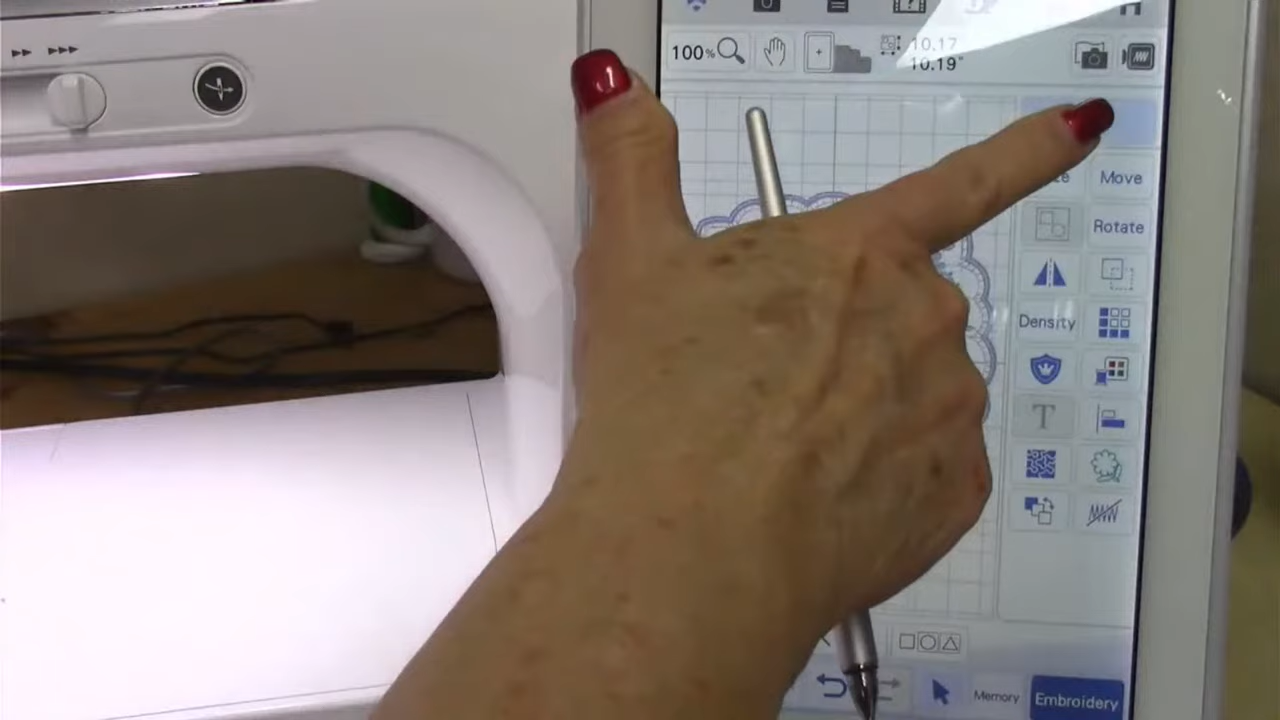 100%
10.17
10.19"
Move
Rotate
Density
T
Memory
Embroidery